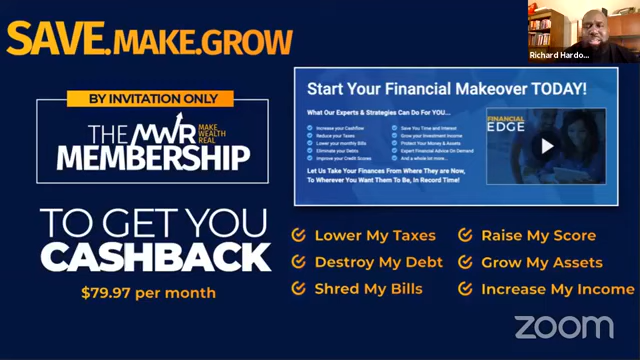 SAVE.MAKE.GROW
BY INVITATION ONLY
THE MWR MAKE WEALTH REAL
MEMBERSHIP
TO GET YOU
CASHBACK
$79.97 per month
Start Your Financial Makeover TODAY!
What Our Experts & Strategies Can Do For YOU...
Increase your Cashflow
Reduce your Taxes
Lower your monthly Bills
Eliminate your Debts
Improve your Credit Scores
Save You Time and Interest
Grow your Investment Income
Protect Your Money & Assets
Expert Financial Advice On Demand
And a whole lot more...
Let Us Take Your Finances From Where They are Now,
To Wherever You Want Them To Be, In Record Time!
FINANCIAL
EDGE
Lower My Taxes
Destroy My Debt
Shred My Bills
Raise My Score
Grow My Assets
Increase My Income
Richard Hardo...
zoom